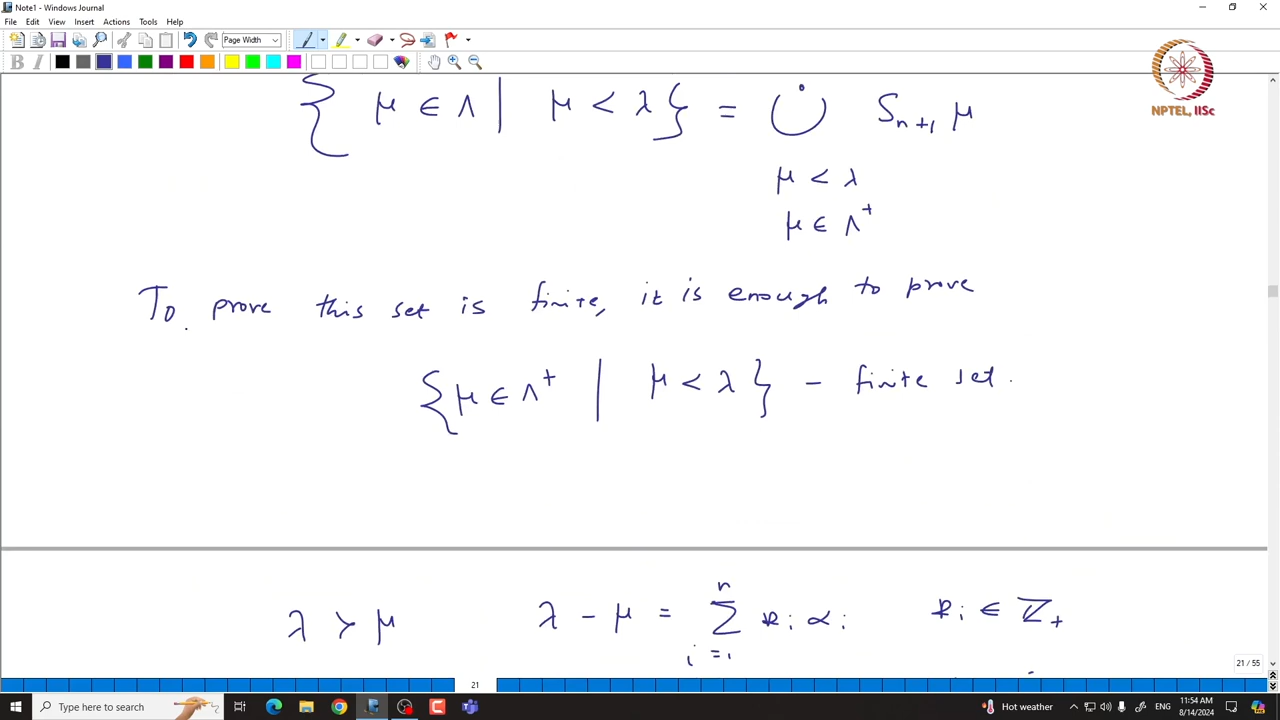 Note1 - Windows Journal
File Edit View Insert Actions Tools Help
Page Width
B I
NPTEL, IISc
{ μ ∈ Λ | μ < λ } = ⨃ S_{n+1} μ
μ < λ
μ ∈ Λ⁺
To prove this set is finite, it is enough to prove
{ μ ∈ Λ⁺ | μ < λ } - finite set.
λ > μ λ - μ = ∑_{i=1}^{n} k_i α_i k_i ∈ ℤ₊
21 / 55
21
Type here to search
Hot weather
ENG
11:54 AM
8/14/2024